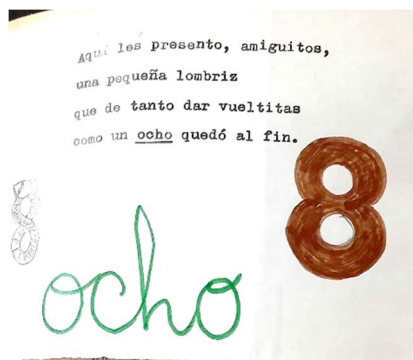 Aquí les presento, amiguitos,
una pequeña lombriz
que de tanto dar vueltitas
como un ocho quedó al fin.
8
ocho